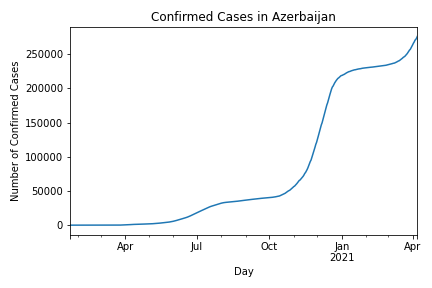 Confirmed Cases in Azerbaijan
Number of Confirmed Cases
250000
200000
150000
100000
50000
0
Apr
Jul
Oct
Jan
2021
Apr
Day